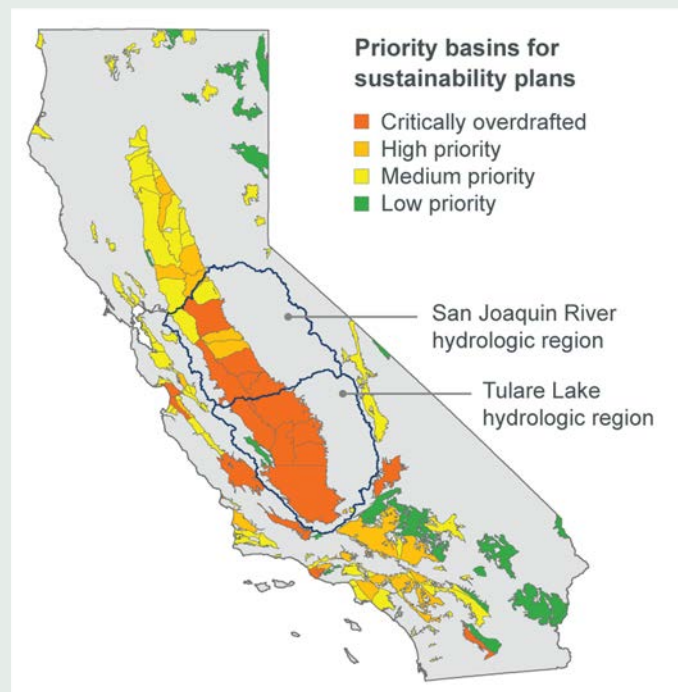 Priority basins for
sustainability plans
Critically overdrafted
High priority
Medium priority
Low priority
San Joaquin River
hydrologic region
Tulare Lake
hydrologic region